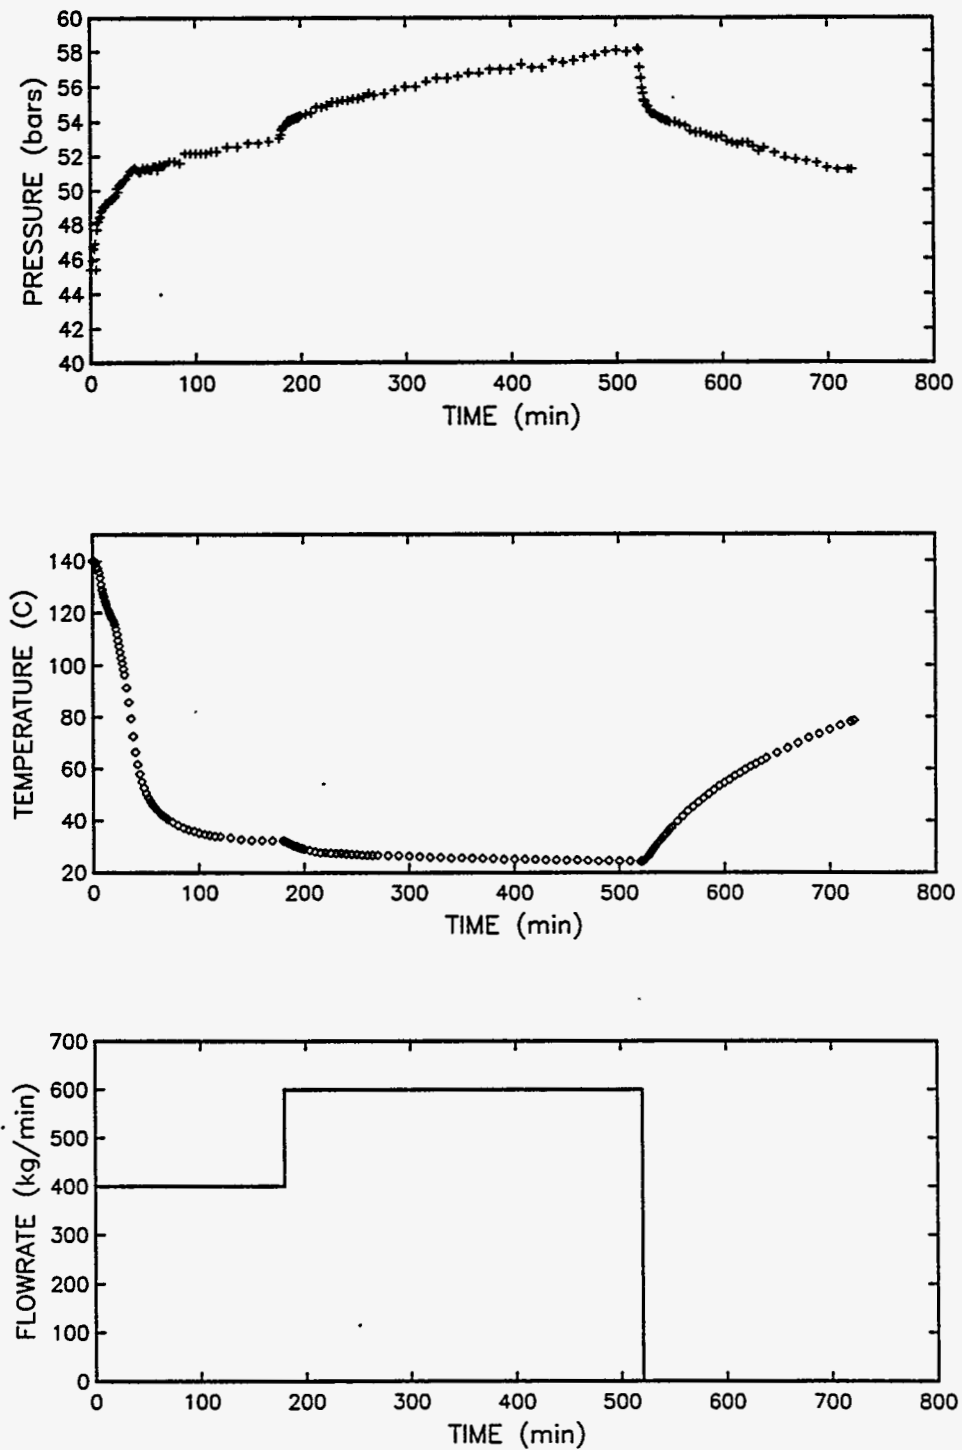 60
58
56
54
52
50
48
46
44
42
40
PRESSURE (bars)
0 100 200 300 400 500 600 700 800
TIME (min)
140
120
100
80
60
40
20
TEMPERATURE (C)
0 100 200 300 400 500 600 700 800
TIME (min)
700
600
500
400
300
200
100
0
FLOWRATE (kg/min)
0 100 200 300 400 500 600 700 800
TIME (min)